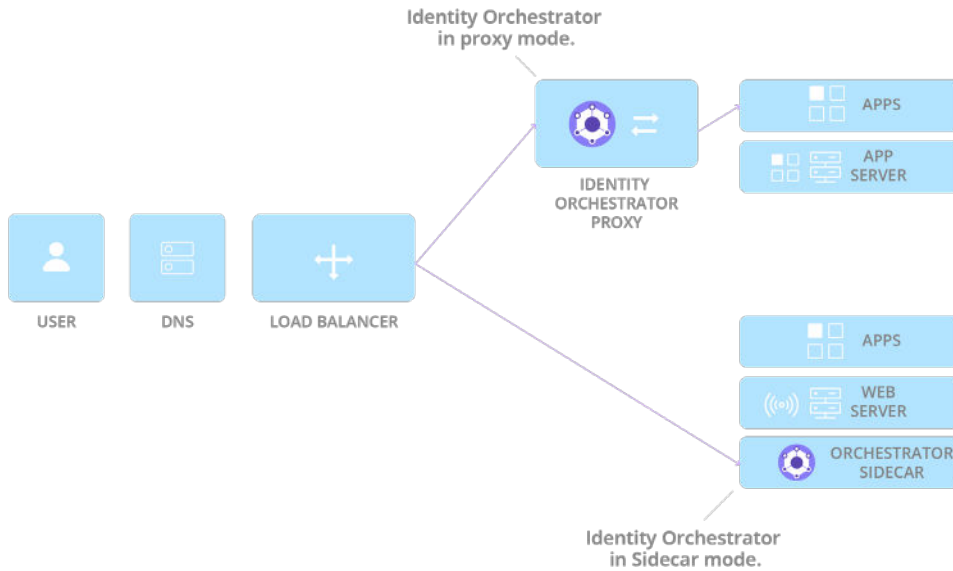 Identity Orchestrator
in proxy mode.
APPS
APP
SERVER
IDENTITY
ORCHESTRATOR
PROXY
USER
DNS
LOAD BALANCER
APPS
WEB
SERVER
ORCHESTRATOR
SIDECAR
Identity Orchestrator
in Sidecar mode.